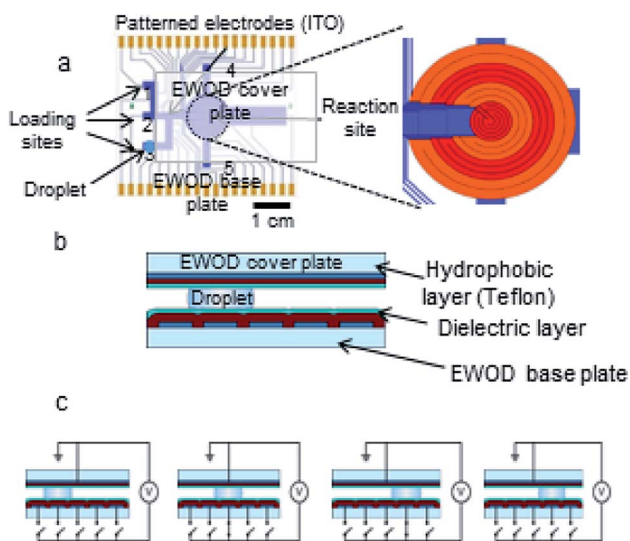 Patterned electrodes (ITO)
a
4
EWOD cover
plate
1
Loading
sites
2
Reaction
site
3
Droplet
5
EWOD base
plate
1 cm
b
EWOD cover plate
Hydrophobic
layer (Teflon)
Droplet
Dielectric layer
EWOD base plate
c
V
V
V
V